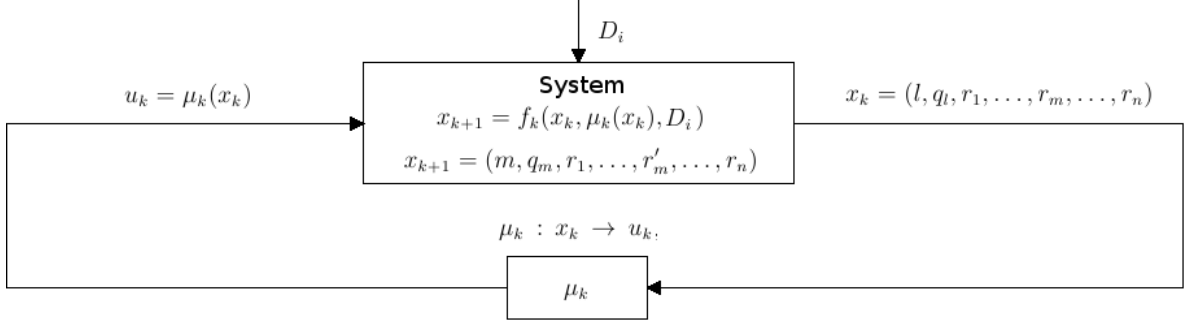 D_i
u_k = μ_k(x_k)
System
x_k = (l, q_l, r_1, . . . , r_m, . . . , r_n)
x_{k+1} = f_k(x_k, μ_k(x_k), D_i)
x_{k+1} = (m, q_m, r_1, . . . , r'_m, . . . , r_n)
μ_k : x_k → u_k,
μ_k